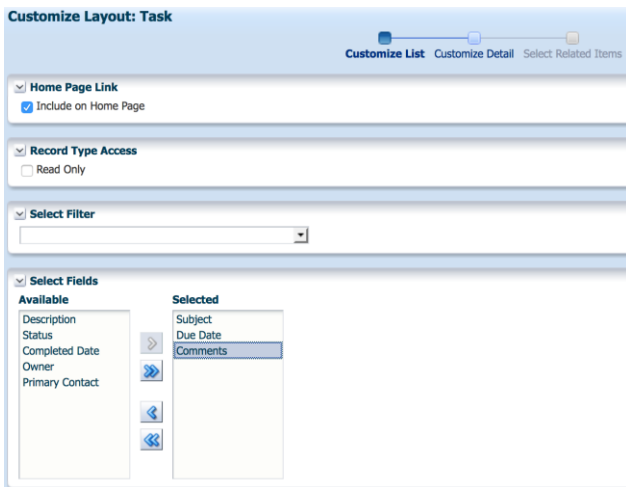 Customize Layout: Task
Customize List Customize Detail Select Related Items
Home Page Link
Include on Home Page
Record Type Access
Read Only
Select Filter
Select Fields
Available
Description
Status
Completed Date
Owner
Primary Contact
Selected
Subject
Due Date
Comments